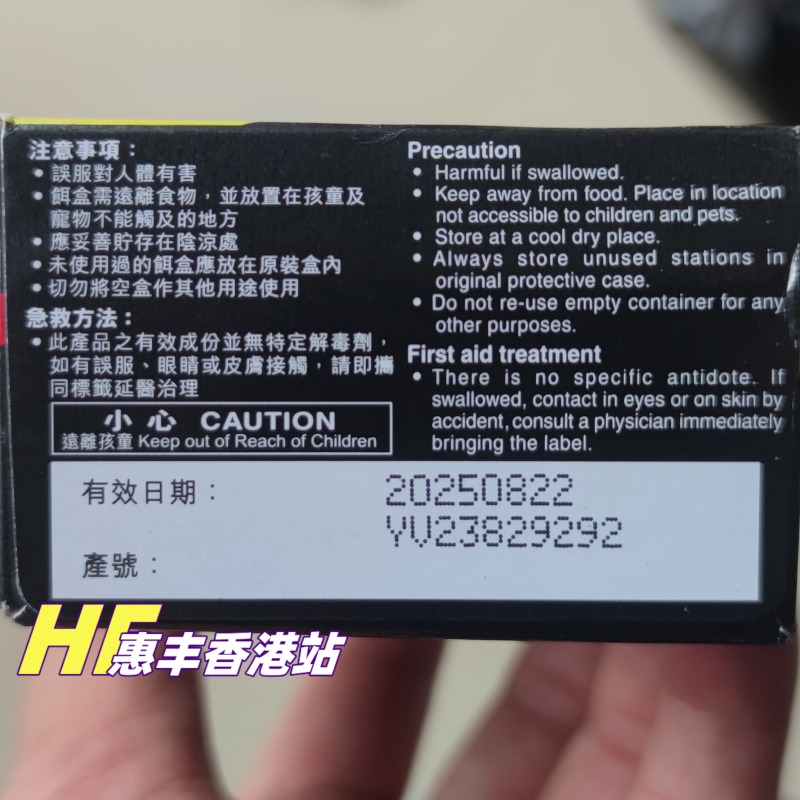 注意事項：
• 誤服對人體有害
• 餌盒需遠離食物，並放置在孩童及
寵物不能觸及的地方
• 應妥善貯存在陰涼處
• 未使用過的餌盒應放在原裝盒內
• 切勿將空盒作其他用途使用
急救方法：
• 此產品之有效成份並無特定解毒劑，
如有誤服、眼睛或皮膚接觸，請即攜
同標籤延醫治理
小心 CAUTION
遠離孩童 Keep out of Reach of Children
Precaution
• Harmful if swallowed.
• Keep away from food. Place in location
not accessible to children and pets.
• Store at a cool dry place.
• Always store unused stations in
original protective case.
• Do not re-use empty container for any
other purposes.
First aid treatment
• There is no specific antidote. If
swallowed, contact in eyes or on skin by
accident, consult a physician immediately
bringing the label.
有效日期： 20250822
YV23829292
產號：
HF惠丰香港站